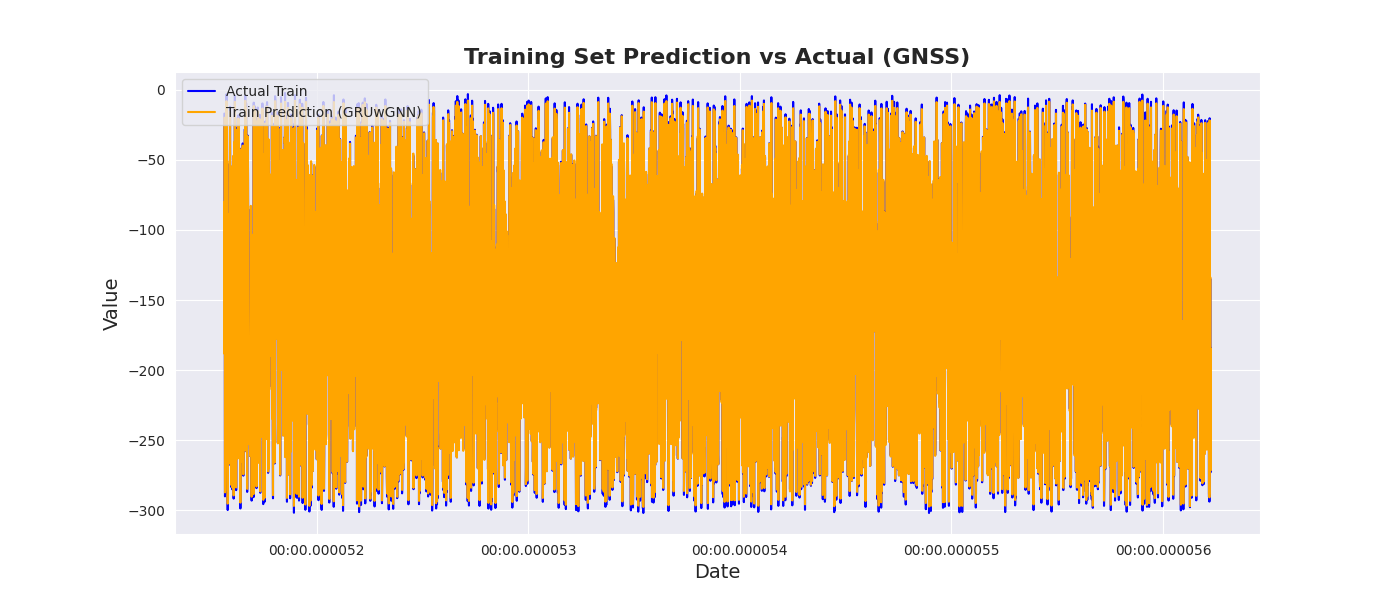 Training Set Prediction vs Actual (GNSS)
Actual Train
Train Prediction (GRUwGNN)
Value
0
−50
−100
−150
−200
−250
−300
00:00.000052
00:00.000053
00:00.000054
00:00.000055
00:00.000056
Date